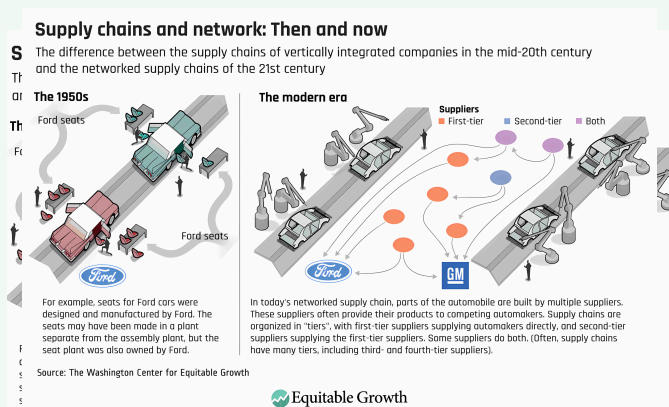 Supply chains and network: Then and now
The difference between the supply chains of vertically integrated companies in the mid-20th century
and the networked supply chains of the 21st century
The 1950s
Ford seats
Ford seats
Ford
For example, seats for Ford cars were
designed and manufactured by Ford. The
seats may have been made in a plant
separate from the assembly plant, but the
seat plant was also owned by Ford.
The modern era
Suppliers
First-tier
Second-tier
Both
Ford
GM
In today's networked supply chain, parts of the automobile are built by multiple suppliers.
These suppliers often provide their products to competing automakers. Supply chains are
organized in "tiers", with first-tier suppliers supplying automakers directly, and second-tier
suppliers supplying the first-tier suppliers. Some suppliers do both. (Often, supply chains
have many tiers, including third- and fourth-tier suppliers).
Source: The Washington Center for Equitable Growth
Equitable Growth